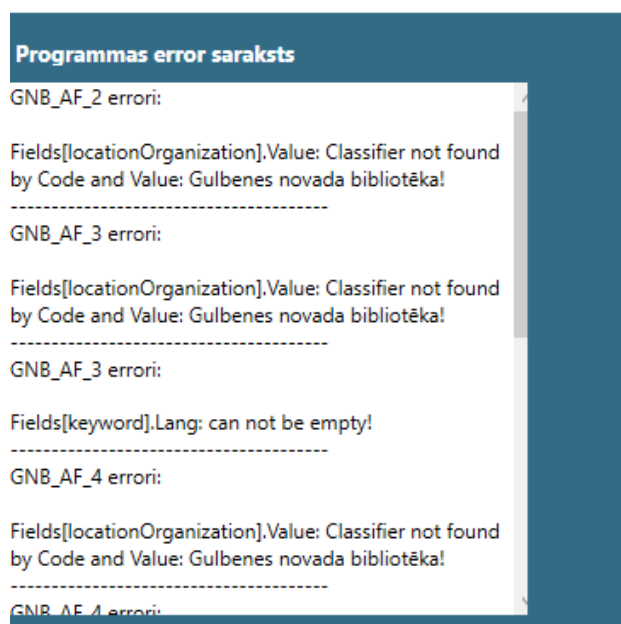 Programmas error saraksts
GNB_AF_2 errori:
Fields[locationOrganization].Value: Classifier not found
by Code and Value: Gulbenes novada bibliotēka!
---------------------------------------
GNB_AF_3 errori:
Fields[locationOrganization].Value: Classifier not found
by Code and Value: Gulbenes novada bibliotēka!
---------------------------------------
GNB_AF_3 errori:
Fields[keyword].Lang: can not be empty!
---------------------------------------
GNB_AF_4 errori:
Fields[locationOrganization].Value: Classifier not found
by Code and Value: Gulbenes novada bibliotēka!
---------------------------------------
GNB_AF_4 errori: